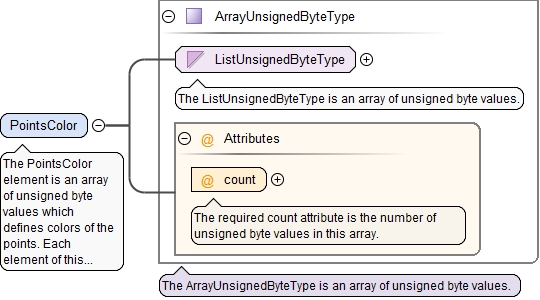 ArrayUnsignedByteType
ListUnsignedByteType
The ListUnsignedByteType is an array of unsigned byte values.
PointsColor
The PointsColor
element is an array
of unsigned byte
values which
defines colors of the
points. Each
element of this...
@ Attributes
@ count
The required count attribute is the number of
unsigned byte values in this array.
The ArrayUnsignedByteType is an array of unsigned byte values.